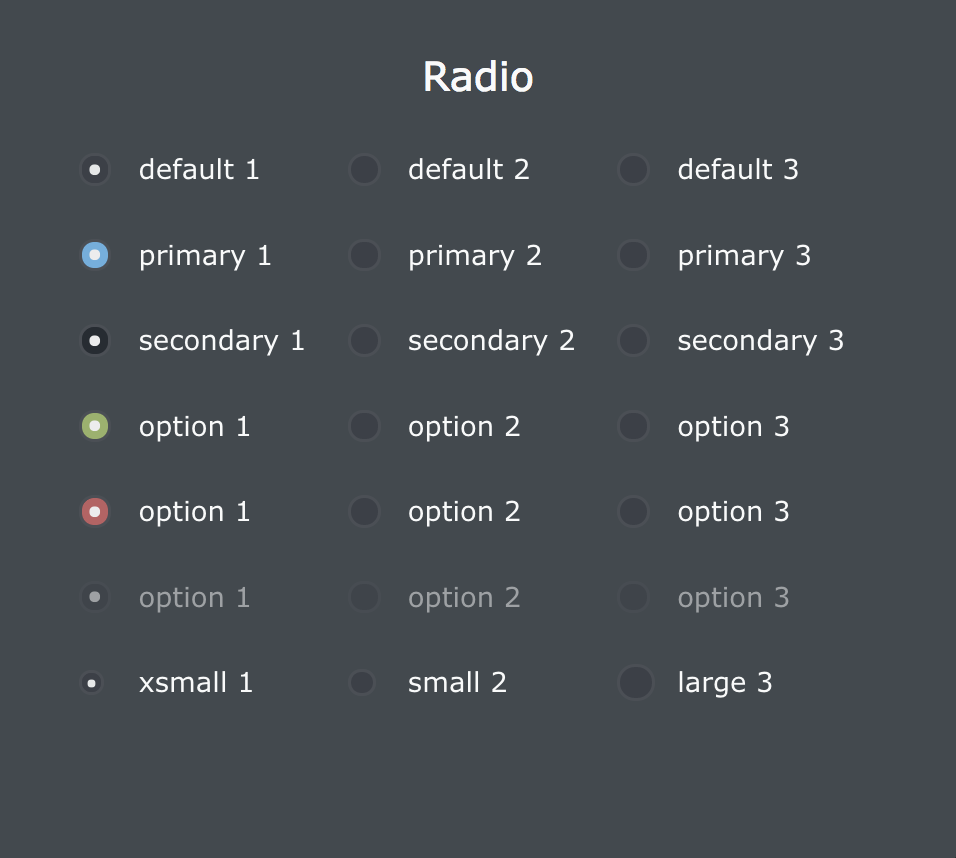 Radio
default 1 default 2 default 3
primary 1 primary 2 primary 3
secondary 1 secondary 2 secondary 3
option 1 option 2 option 3
option 1 option 2 option 3
option 1 option 2 option 3
xsmall 1 small 2 large 3